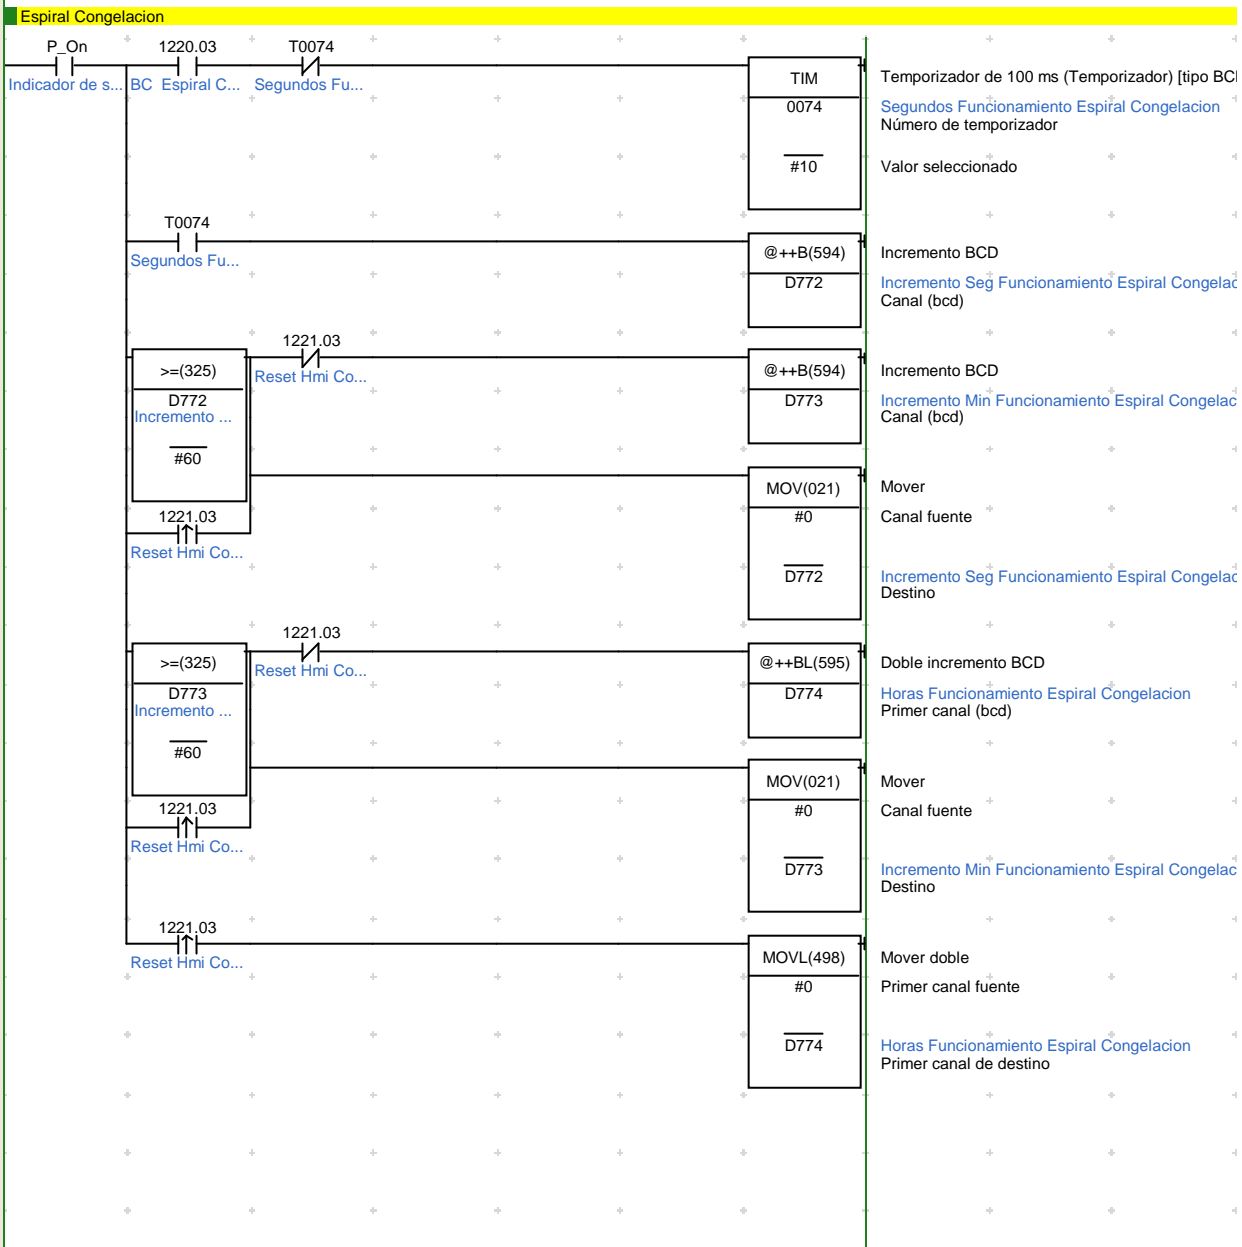 Espiral Congelacion
P_On
1220.03
T0074
Indicador de s...
BC Espiral C...
Segundos Fu...
TIM
Temporizador de 100 ms (Temporizador) [tipo BC
0074
Segundos Funcionamiento Espiral Congelacion
Número de temporizador
#10
Valor seleccionado
T0074
Segundos Fu...
@++B(594)
Incremento BCD
D772
Incremento Seg Funcionamiento Espiral Congelac
Canal (bcd)
1221.03
Reset Hmi Co...
>=(325)
D772
Incremento ...
#60
@++B(594)
Incremento BCD
D773
Incremento Min Funcionamiento Espiral Congelac
Canal (bcd)
1221.03
Reset Hmi Co...
MOV(021)
Mover
#0
Canal fuente
D772
Incremento Seg Funcionamiento Espiral Congelac
Destino
1221.03
Reset Hmi Co...
>=(325)
D773
Incremento ...
#60
@++BL(595)
Doble incremento BCD
D774
Horas Funcionamiento Espiral Congelacion
Primer canal (bcd)
1221.03
Reset Hmi Co...
MOV(021)
Mover
#0
Canal fuente
D773
Incremento Min Funcionamiento Espiral Congelac
Destino
1221.03
Reset Hmi Co...
MOVL(498)
Mover doble
#0
Primer canal fuente
D774
Horas Funcionamiento Espiral Congelacion
Primer canal de destino